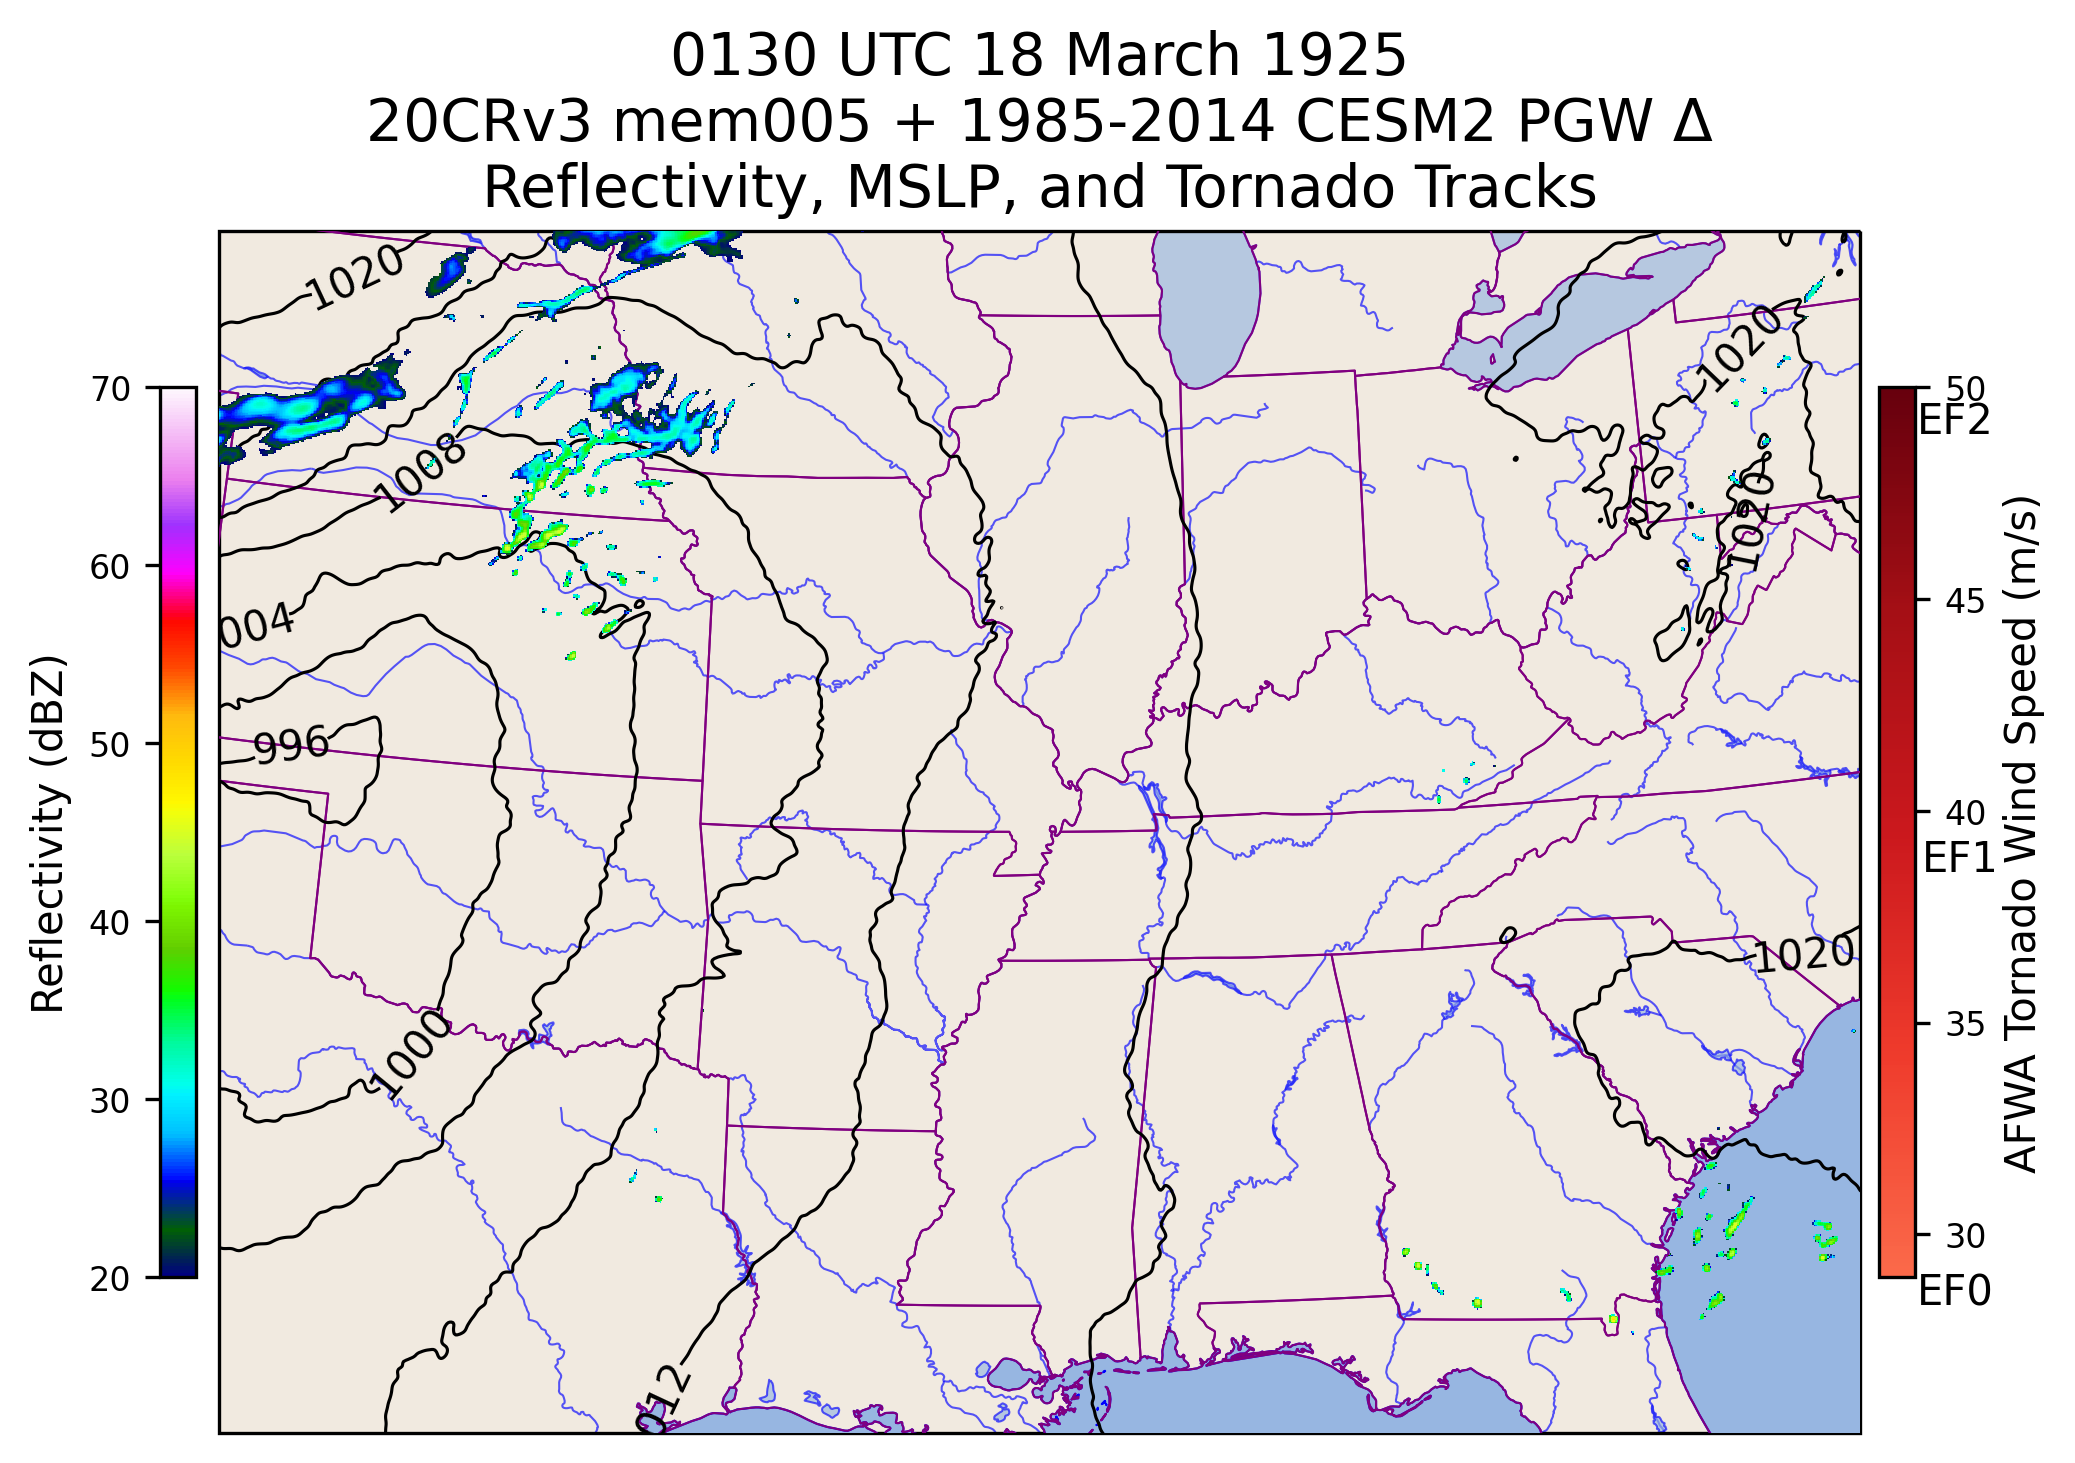 0130 UTC 18 March 1925
20CRv3 mem005 + 1985-2014 CESM2 PGW Δ
Reflectivity, MSLP, and Tornado Tracks
1020
1020
1008
1020
004
996
1020
1000
012
70
60
50
40
30
20
Reflectivity (dBZ)
50
EF2
45
40
EF1
35
30
EF0
AFWA Tornado Wind Speed (m/s)